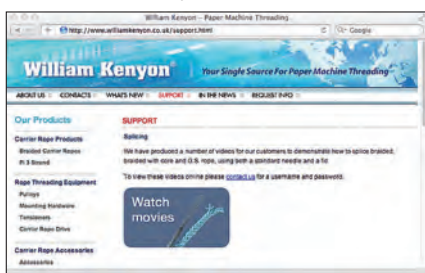 William Kenyon – Paper Machine Threading
http://www.williamkenyon.co.uk/support.html
Google
William Kenyon®
Your Single Source For Paper Machine Threading
ABOUT US
CONTACTS
WHAT'S NEW
SUPPORT
IN THE NEWS
REQUEST INFO
Our Products
Carrier Rope Products
Braided Carrier Ropes
Pi 3 Strand
Rope Threading Equipment
Pulleys
Mounting Hardware
Tensioners
Carrier Rope Drive
Carrier Rope Accessories
Accessories
SUPPORT
Splicing
We have produced a number of videos for our customers to demonstrate how to splice braided,
braided with core and G.S. rope, using both a standard needle and a fid.
To view these videos online please contact us for a username and password.
Watch
movies